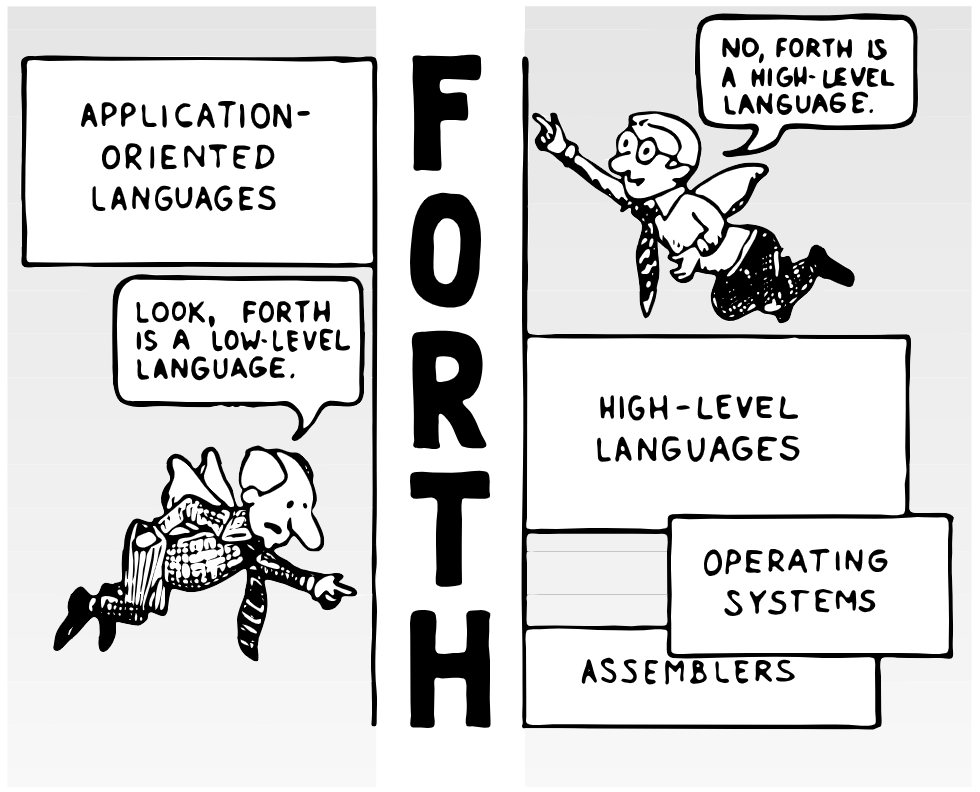 APPLICATION-
ORIENTED
LANGUAGES
LOOK, FORTH
IS A LOW-LEVEL
LANGUAGE.
FORTH
NO, FORTH IS
A HIGH-LEVEL
LANGUAGE.
HIGH-LEVEL
LANGUAGES
OPERATING
SYSTEMS
ASSEMBLERS